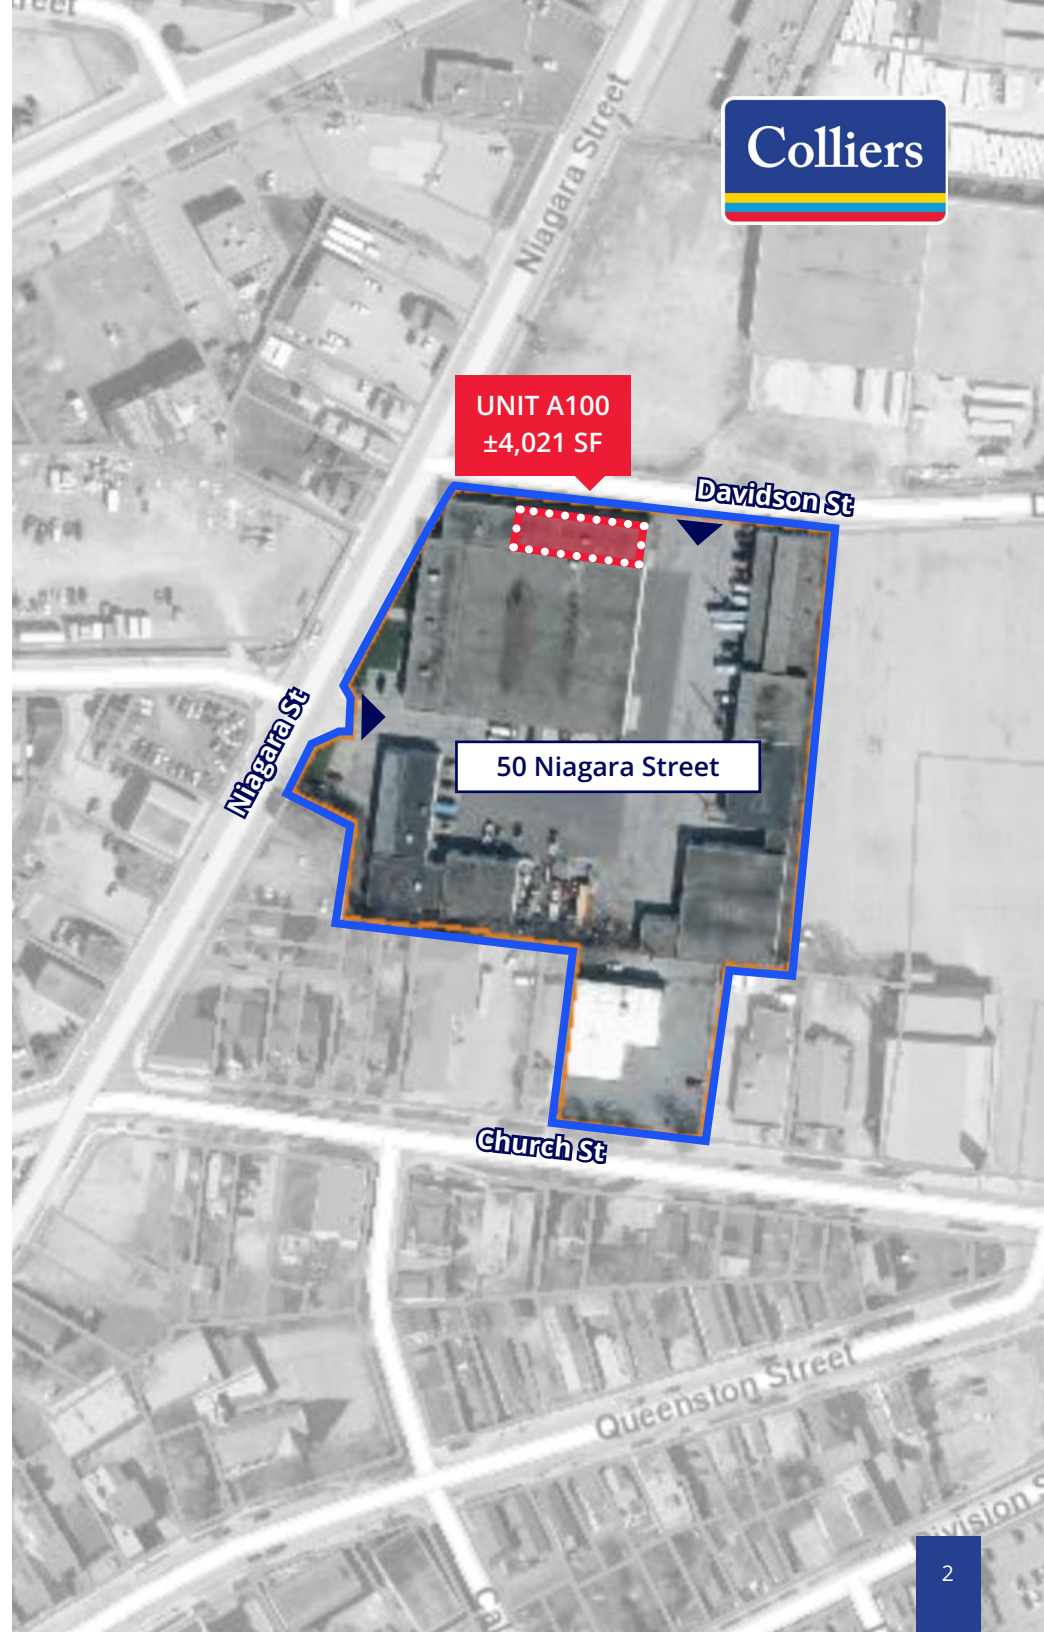 Niagara Street
Colliers
UNIT A100
±4,021 SF
Davidson St
Niagara St
50 Niagara Street
Church St
Queenston Street
2